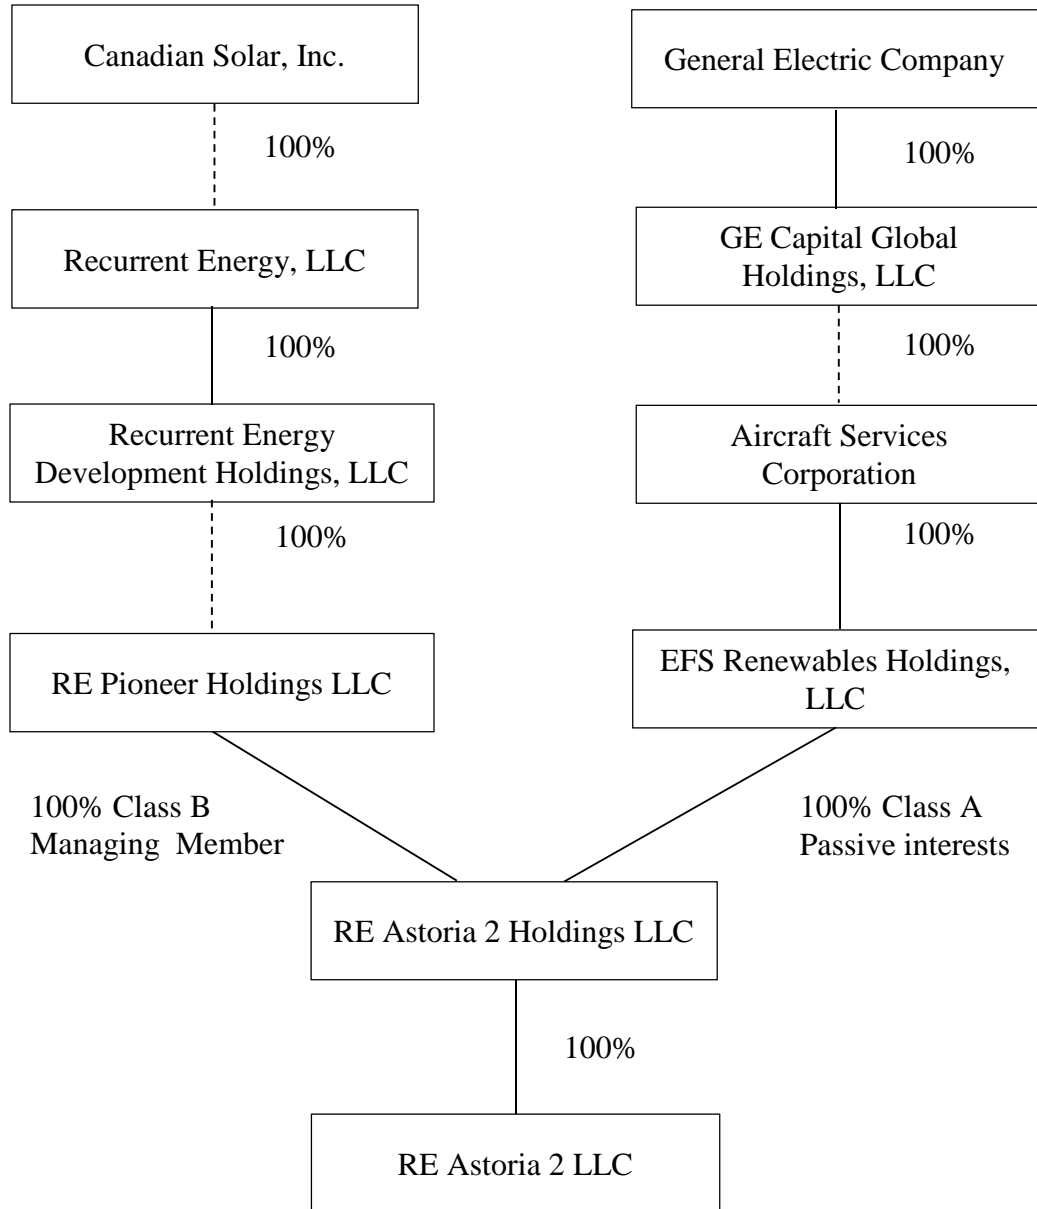 Canadian Solar, Inc.
General Electric Company
100%
100%
Recurrent Energy, LLC
GE Capital Global
Holdings, LLC
100%
100%
Recurrent Energy
Development Holdings, LLC
Aircraft Services
Corporation
100%
100%
RE Pioneer Holdings LLC
EFS Renewables Holdings,
LLC
100% Class B
Managing Member
100% Class A
Passive interests
RE Astoria 2 Holdings LLC
100%
RE Astoria 2 LLC